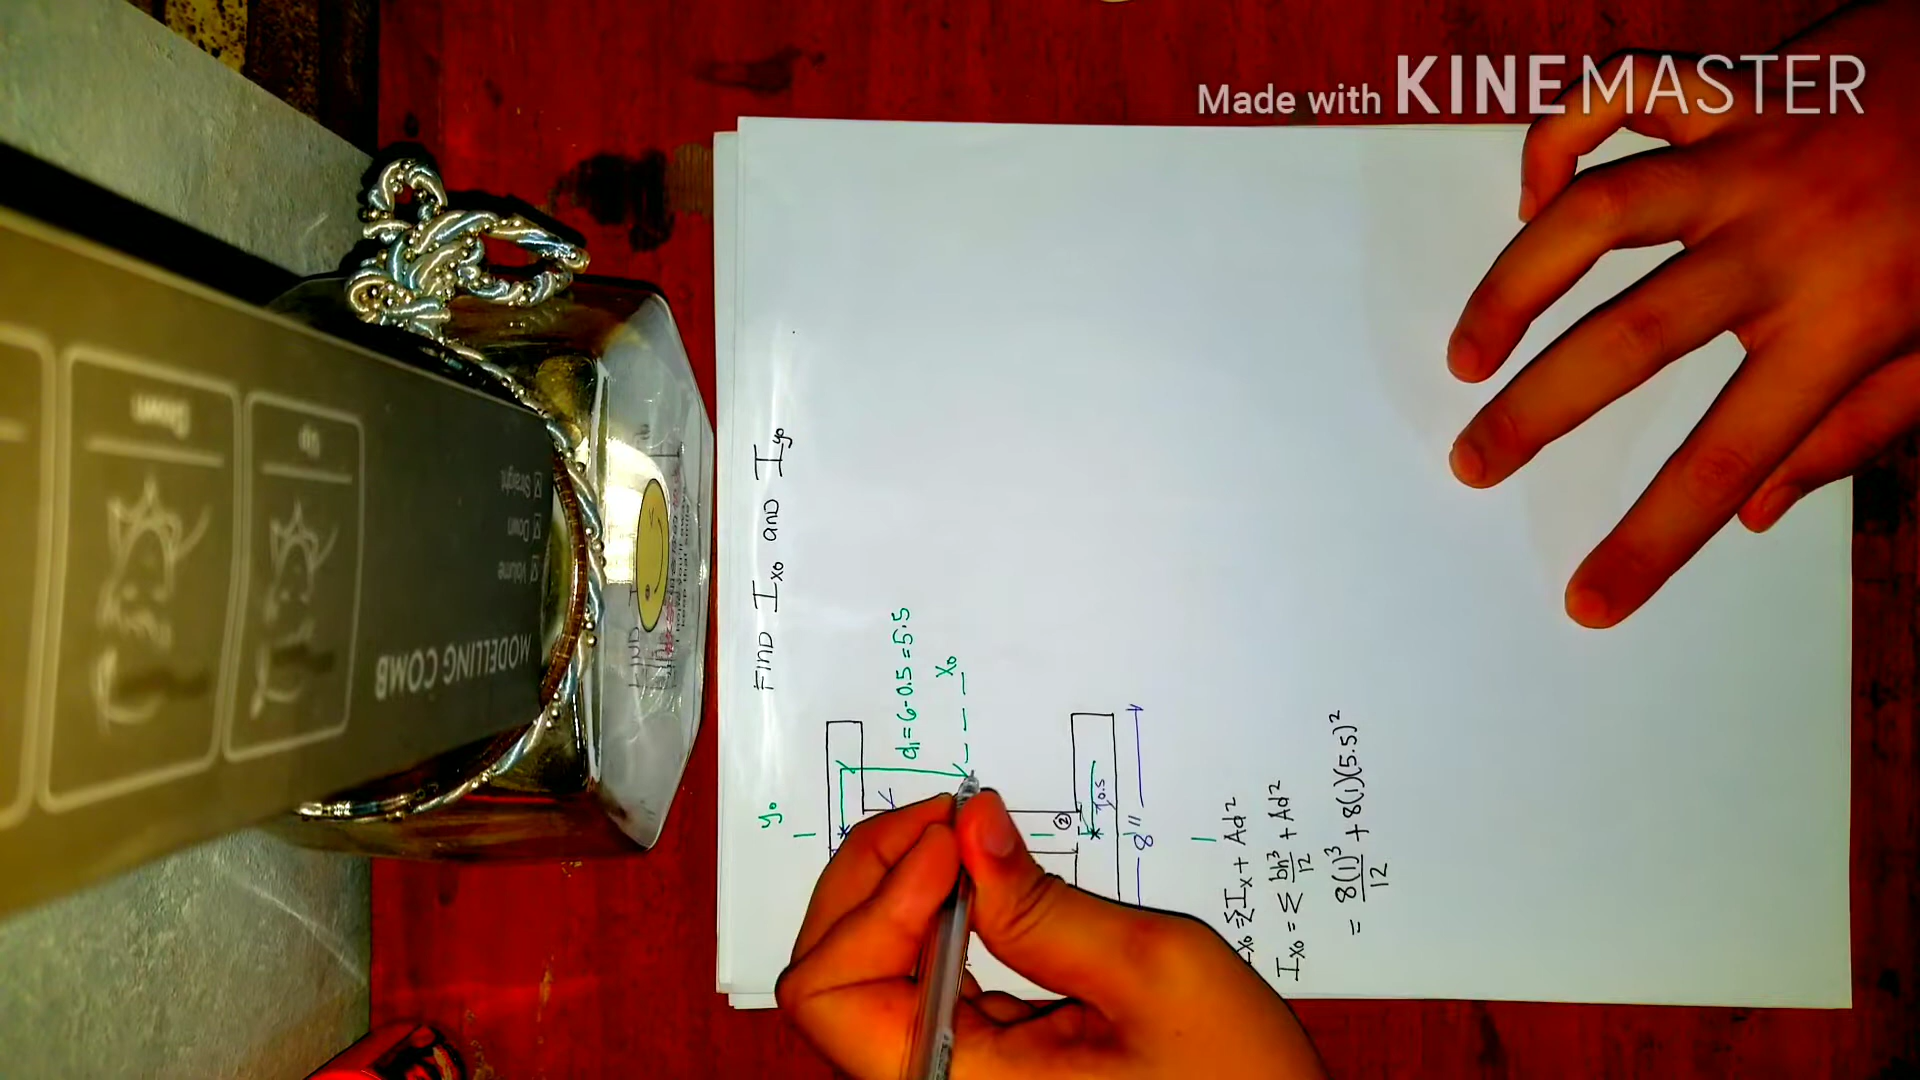 Made with KINEMASTER
FIND Ixo and Iyo
yo
d1 = 6-0.5 = 5.5
xo
②
0.5
8"
xo = ΣIx + Ad²
Ixo = Σ bh³/12 + Ad²
= 8(1)³/12 + 8(1)(5.5)²
MODELLING COMB
Volume
Down
Straight
Up
Down